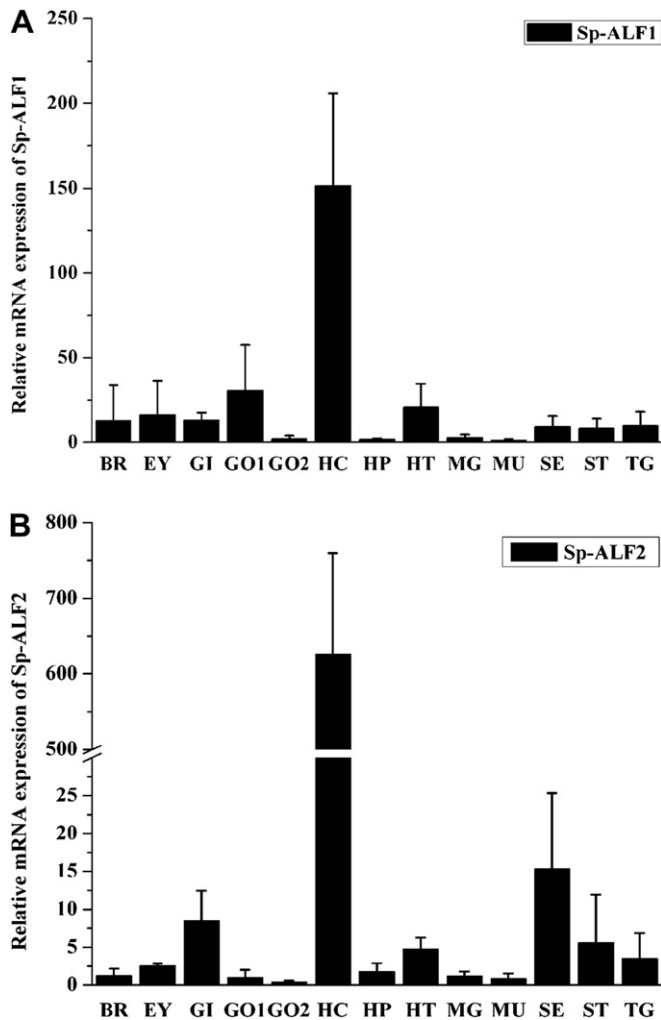 A
Sp-ALF1
Relative mRNA expression of Sp-ALF1
250
200
150
100
50
0
BR EY GI GO1 GO2 HC HP HT MG MU SE ST TG
B
Sp-ALF2
Relative mRNA expression of Sp-ALF2
800
700
600
500
25
20
15
10
5
0
BR EY GI GO1 GO2 HC HP HT MG MU SE ST TG